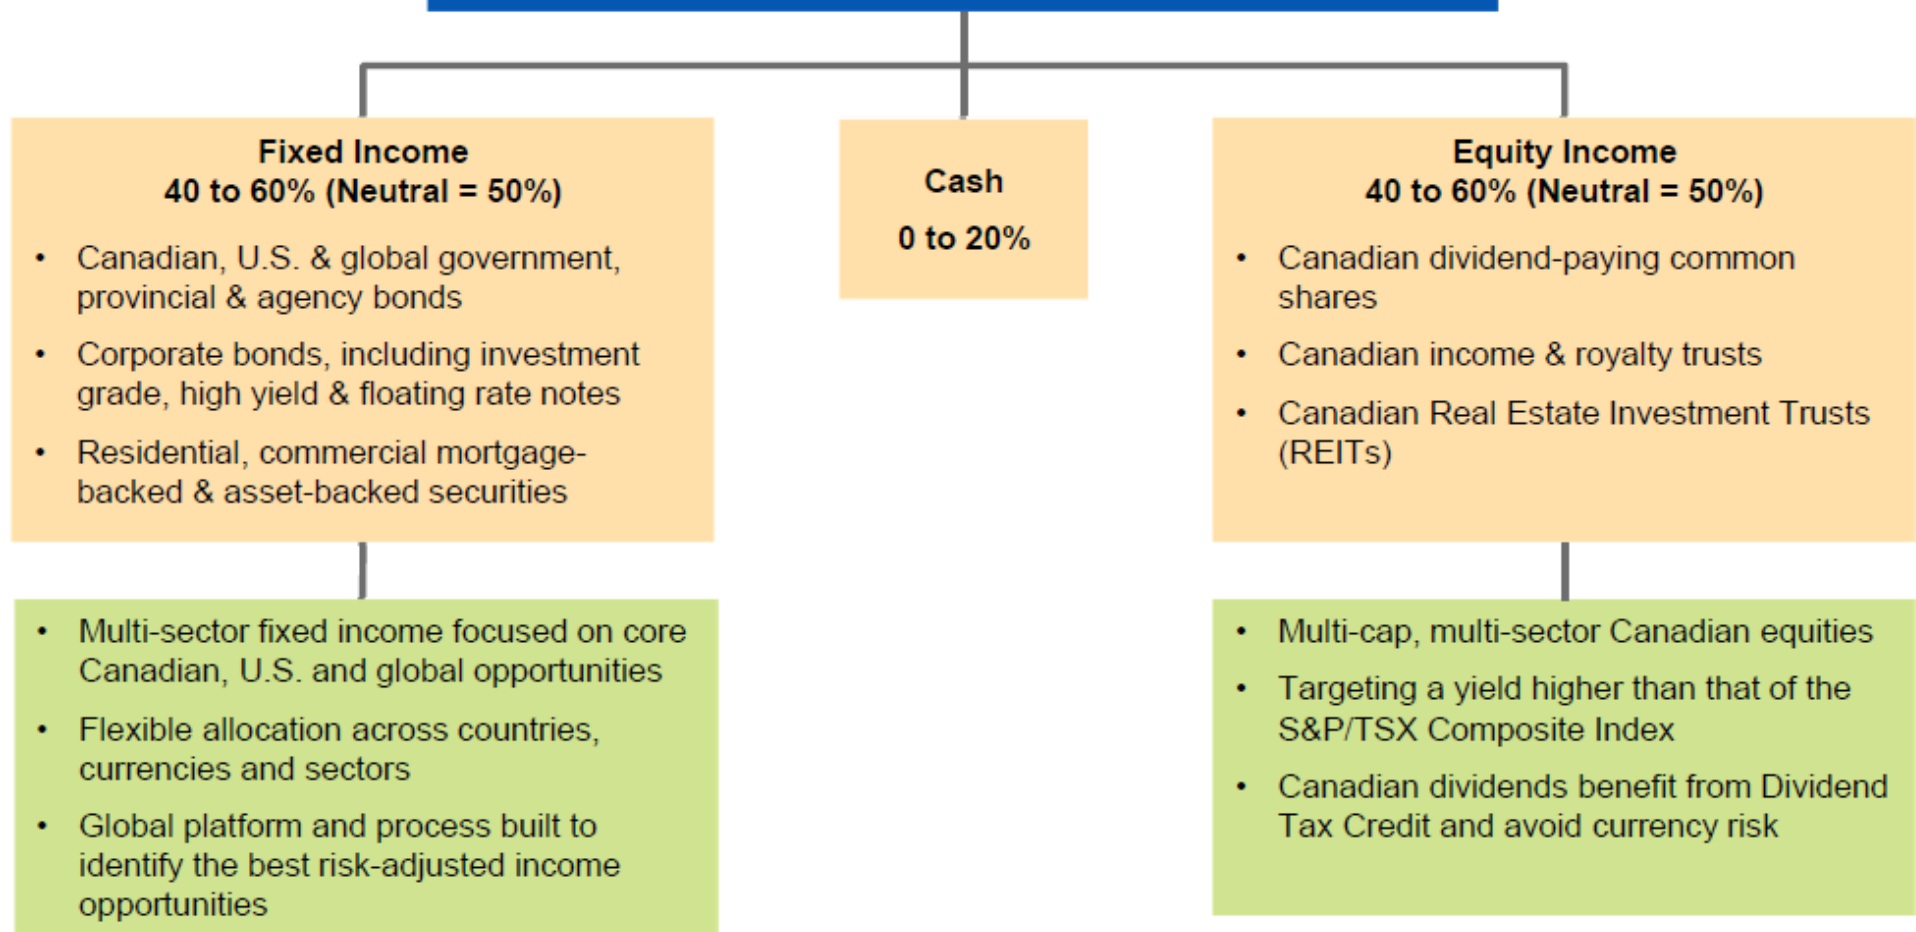 Fixed Income
40 to 60% (Neutral = 50%)
• Canadian, U.S. & global government,
provincial & agency bonds
• Corporate bonds, including investment
grade, high yield & floating rate notes
• Residential, commercial mortgage-
backed & asset-backed securities
Cash
0 to 20%
Equity Income
40 to 60% (Neutral = 50%)
• Canadian dividend-paying common
shares
• Canadian income & royalty trusts
• Canadian Real Estate Investment Trusts
(REITs)
• Multi-sector fixed income focused on core
Canadian, U.S. and global opportunities
• Flexible allocation across countries,
currencies and sectors
• Global platform and process built to
identify the best risk-adjusted income
opportunities
• Multi-cap, multi-sector Canadian equities
• Targeting a yield higher than that of the
S&P/TSX Composite Index
• Canadian dividends benefit from Dividend
Tax Credit and avoid currency risk